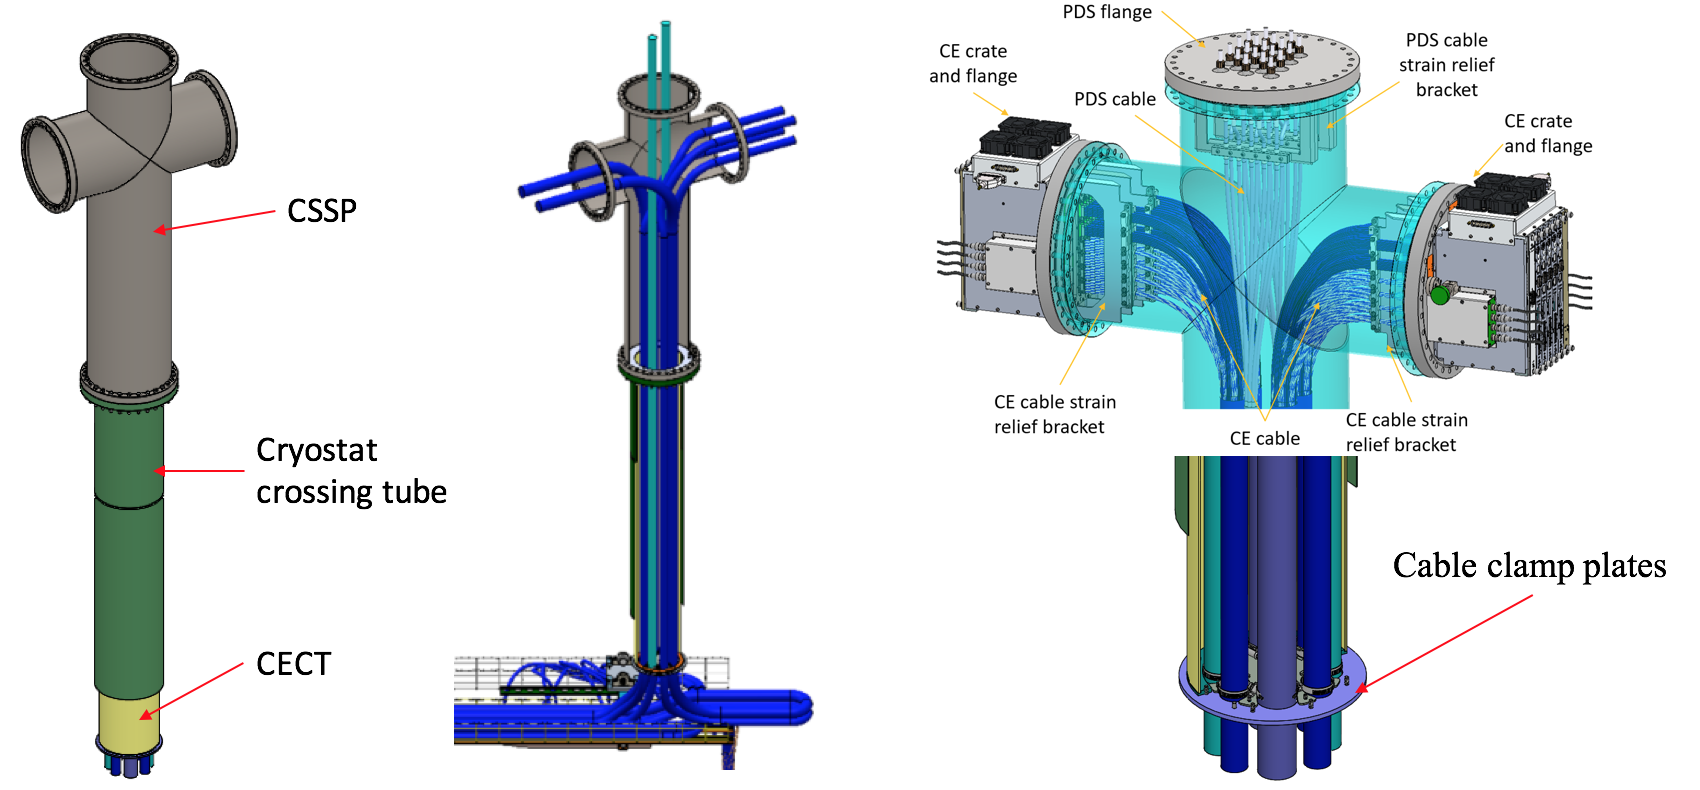 CSSP
Cryostat
crossing tube
CECT
PDS flange
CE crate
and flange
PDS cable
PDS cable
strain relief
bracket
CE crate
and flange
CE cable strain
relief bracket
CE cable
CE cable strain
relief bracket
Cable clamp plates